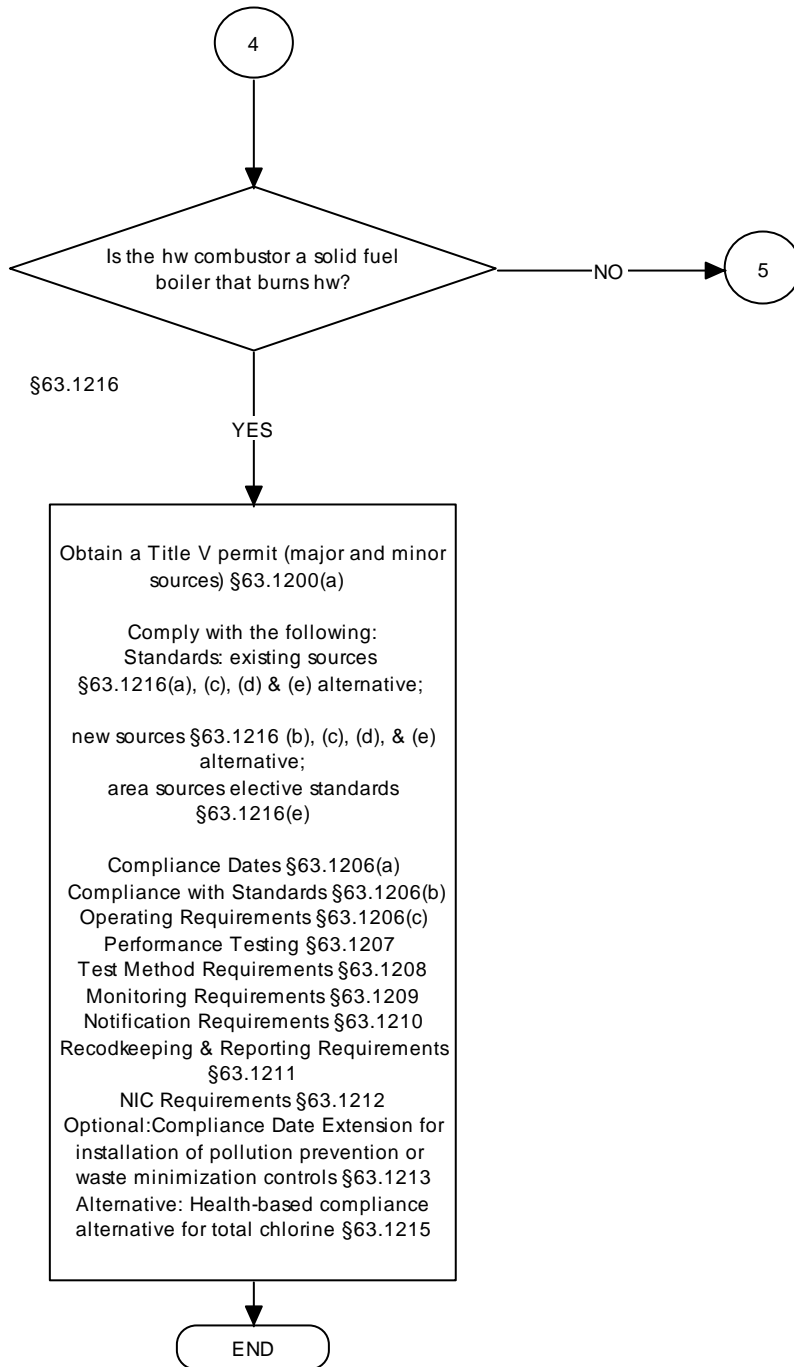 4
Is the hw combustor a solid fuel
boiler that burns hw?
NO
5
§63.1216
YES
Obtain a Title V permit (major and minor
sources) §63.1200(a)
Comply with the following:
Standards: existing sources
§63.1216(a), (c), (d) & (e) alternative;
new sources §63.1216 (b), (c), (d), & (e)
alternative;
area sources elective standards
§63.1216(e)
Compliance Dates §63.1206(a)
Compliance with Standards §63.1206(b)
Operating Requirements §63.1206(c)
Performance Testing §63.1207
Test Method Requirements §63.1208
Monitoring Requirements §63.1209
Notification Requirements §63.1210
Recodkeeping & Reporting Requirements
§63.1211
NIC Requirements §63.1212
Optional:Compliance Date Extension for
installation of pollution prevention or
waste minimization controls §63.1213
Alternative: Health-based compliance
alternative for total chlorine §63.1215
END